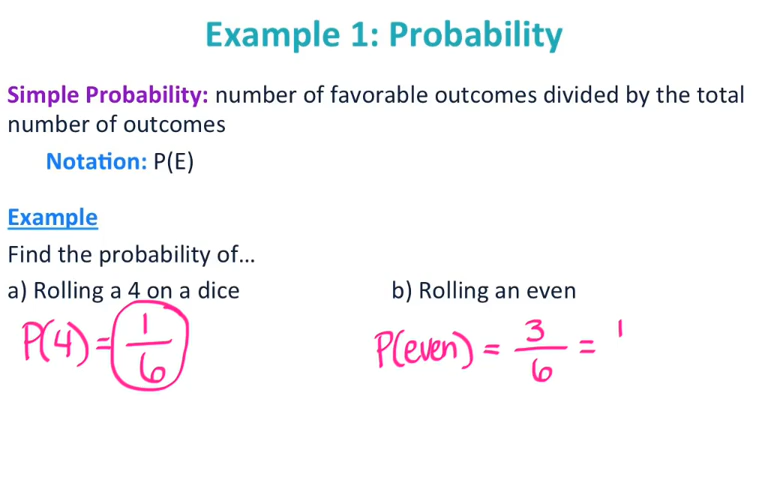 Example 1: Probability
Simple Probability: number of favorable outcomes divided by the total
number of outcomes
Notation: P(E)
Example
Find the probability of...
a) Rolling a 4 on a dice
b) Rolling an even
P(4) = 1/6
P(even) = 3/6 = 1